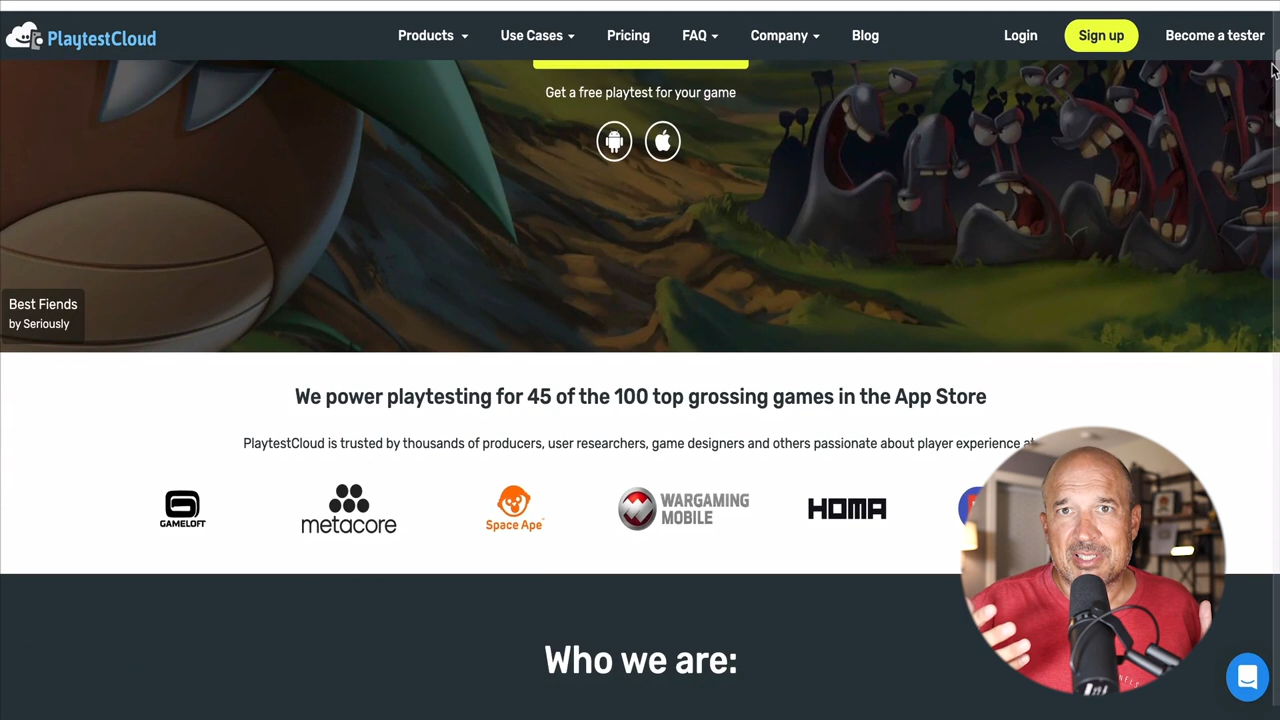 PlaytestCloud
Products
Use Cases
Pricing
FAQ
Company
Blog
Login
Sign up
Become a tester
Get a free playtest for your game
Best Fiends
by Seriously
We power playtesting for 45 of the 100 top grossing games in the App Store
PlaytestCloud is trusted by thousands of producers, user researchers, game designers and others passionate about player experience at
GAMELOFT
metacore
Space Ape
WARGAMING
MOBILE
HOMA
Who we are: